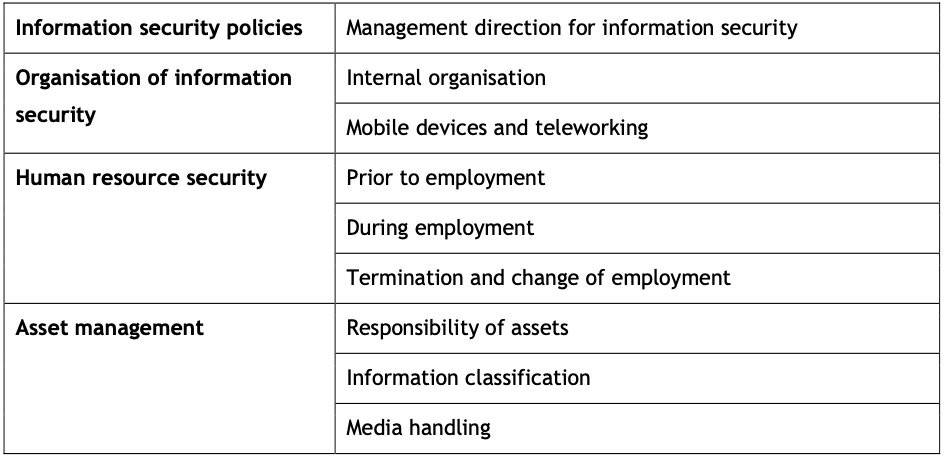 Information security policies
Management direction for information security
Organisation of information
security
Internal organisation
Mobile devices and teleworking
Human resource security
Prior to employment
During employment
Termination and change of employment
Asset management
Responsibility of assets
Information classification
Media handling